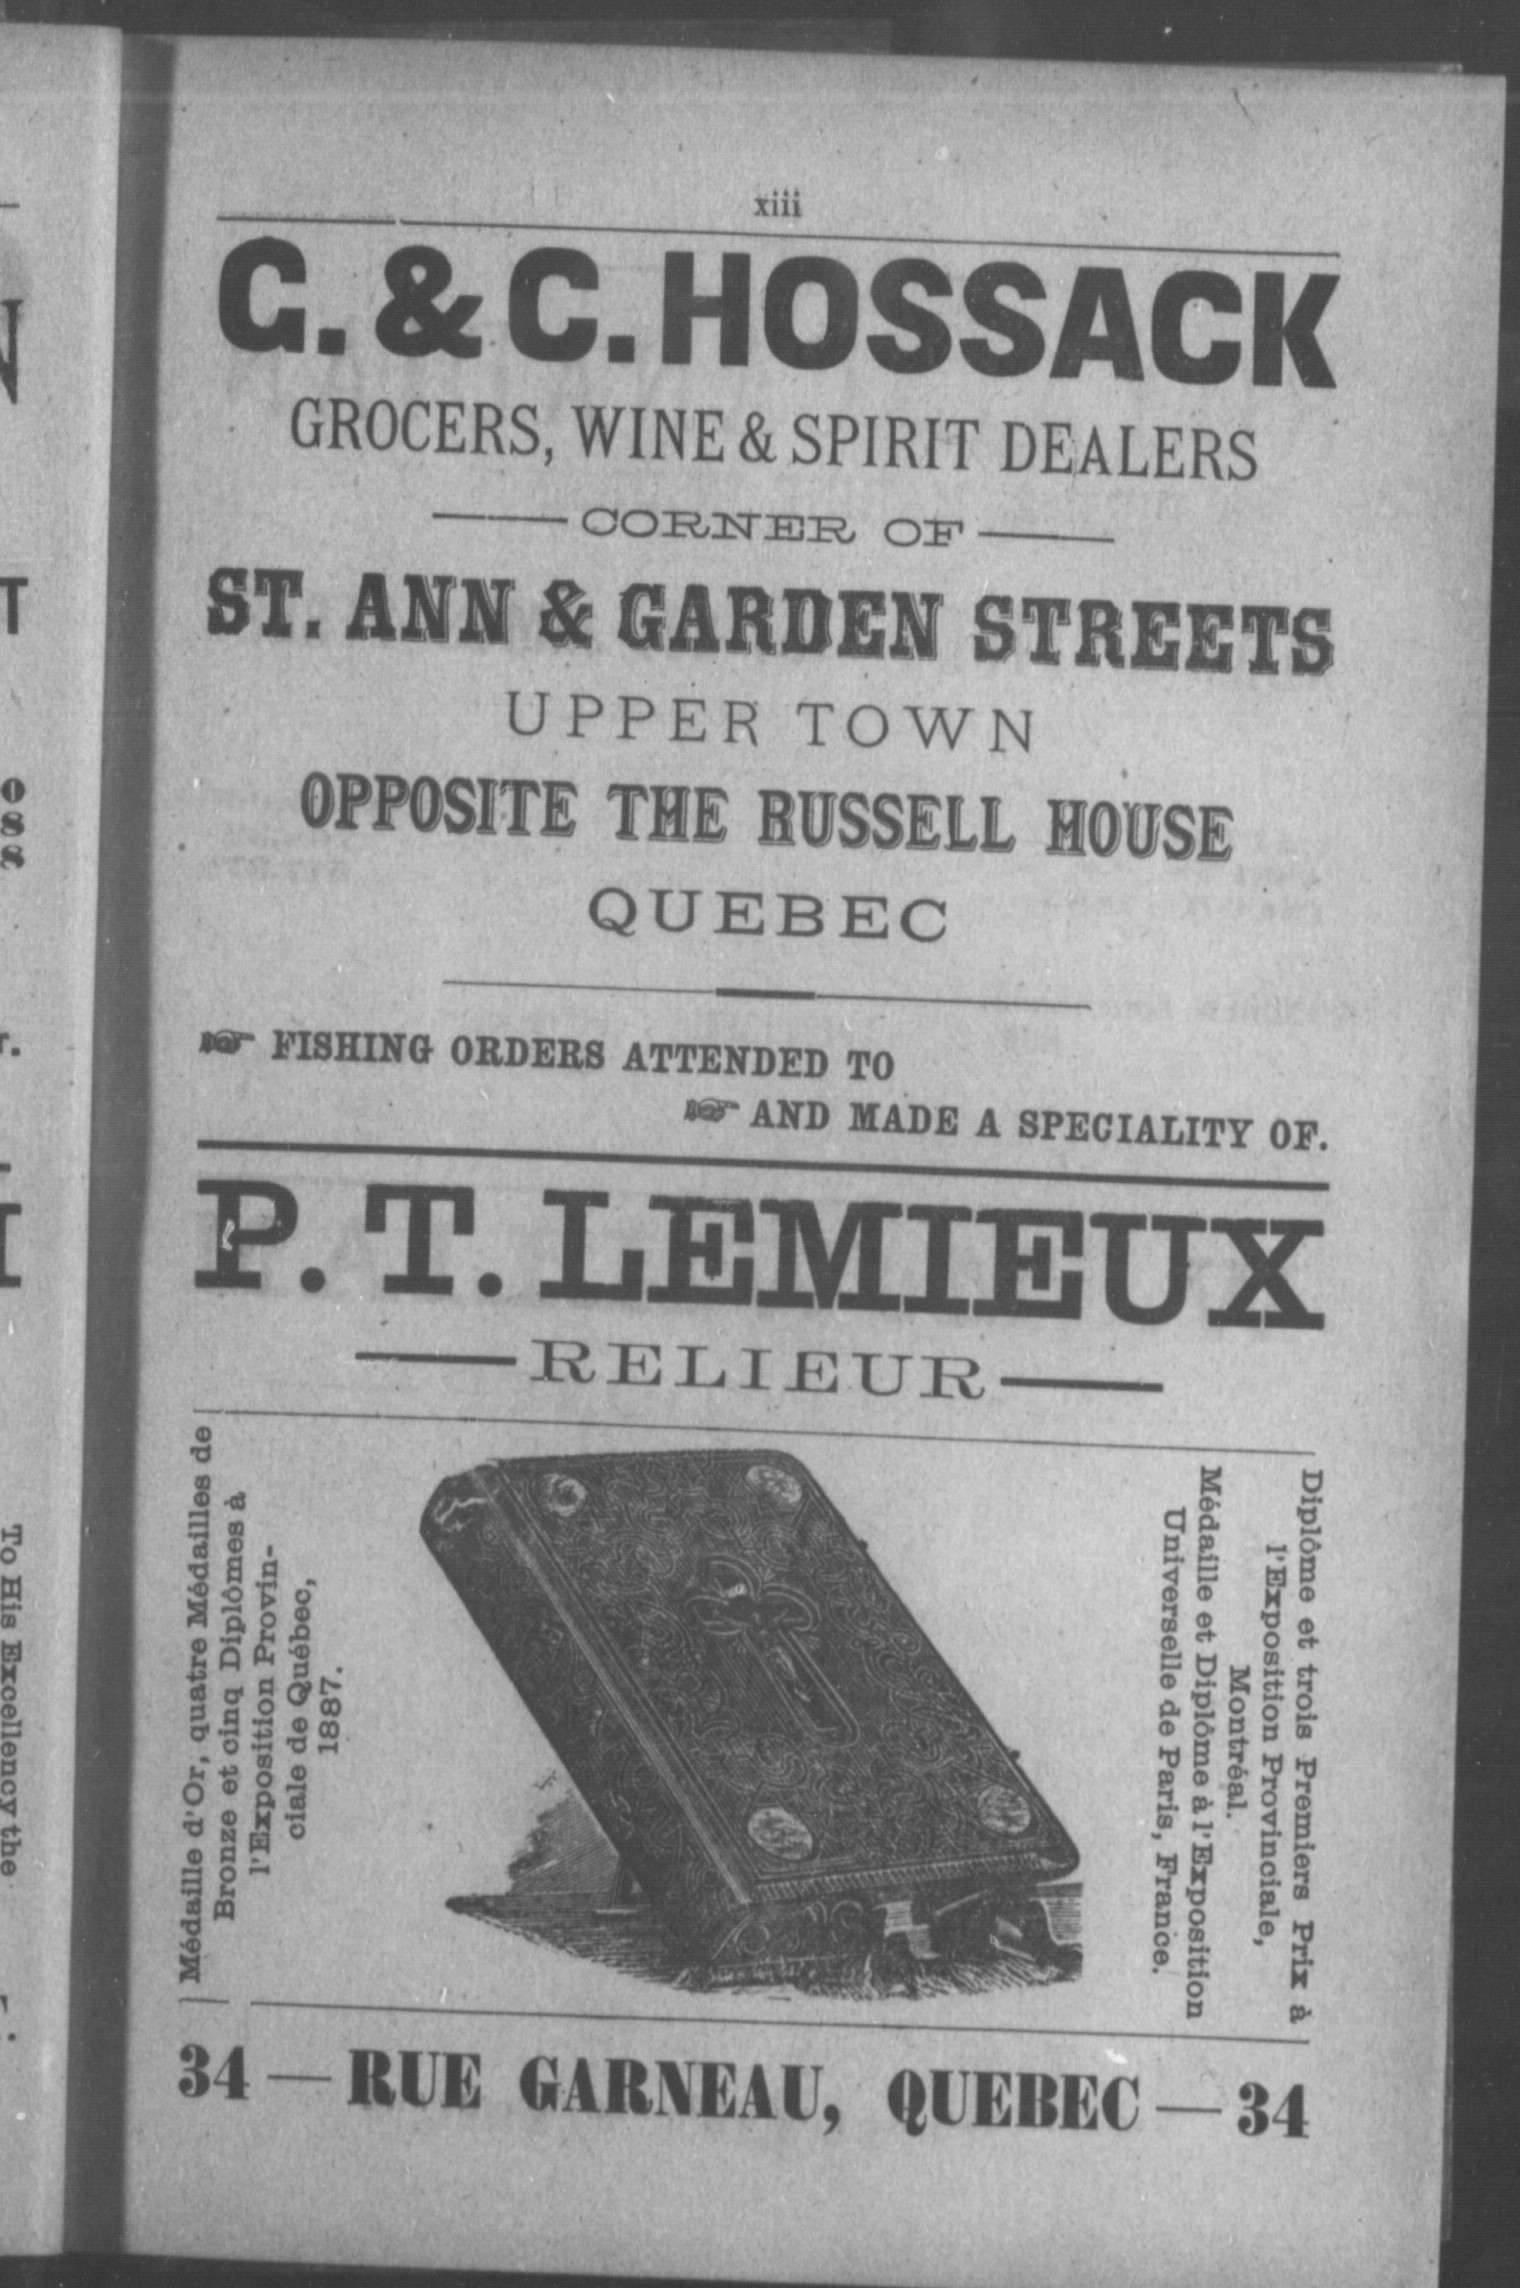 xiii
G. & C. HOSSACK
GROCERS, WINE & SPIRIT DEALERS
CORNER OF
ST. ANN & GARDEN STREETS
UPPER TOWN
OPPOSITE THE RUSSELL HOUSE
QUEBEC
☞ FISHING ORDERS ATTENDED TO
☞ AND MADE A SPECIALITY OF.
P. T. LEMIEUX
RELIEUR
Médaille d'Or, quatre Médailles de
Bronze et cinq Diplômes à
l'Exposition Provin-
ciale de Québec,
1887.
Diplôme et trois Premiers Prix à
l'Exposition Provinciale,
Montréal.
Médaille et Diplôme à l'Exposition
Universelle de Paris, France.
34 — RUE GARNEAU, QUEBEC — 34
To His Excellency the